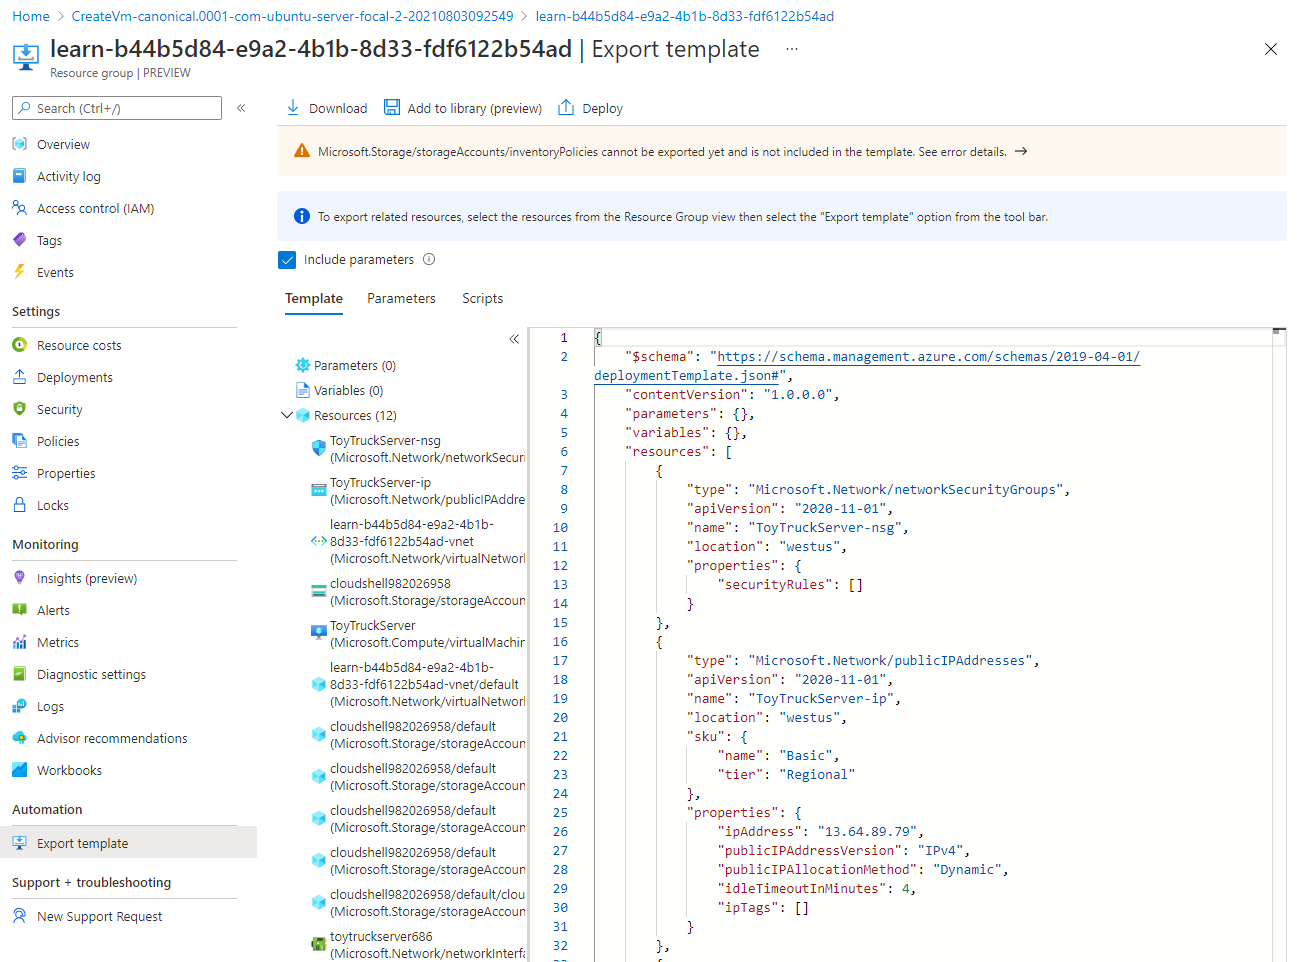 Home > CreateVm-canonical.0001-com-ubuntu-server-focal-2-20210803092549 > learn-b44b5d84-e9a2-4b1b-8d33-fdf6122b54ad
learn-b44b5d84-e9a2-4b1b-8d33-fdf6122b54ad | Export template ...
Resource group | PREVIEW
Search (Ctrl+/)
«
Overview
Activity log
Access control (IAM)
Tags
Events
Settings
Resource costs
Deployments
Security
Policies
Properties
Locks
Monitoring
Insights (preview)
Alerts
Metrics
Diagnostic settings
Logs
Advisor recommendations
Workbooks
Automation
Export template
Support + troubleshooting
New Support Request
Download
Add to library (preview)
Deploy
Microsoft.Storage/storageAccounts/inventoryPolicies cannot be exported yet and is not included in the template. See error details. →
To export related resources, select the resources from the Resource Group view then select the "Export template" option from the tool bar.
Include parameters
Template Parameters Scripts
«
Parameters (0)
Variables (0)
Resources (12)
ToyTruckServer-nsg
(Microsoft.Network/networkSecuri
ToyTruckServer-ip
(Microsoft.Network/publicIPAddre
learn-b44b5d84-e9a2-4b1b-
8d33-fdf6122b54ad-vnet
(Microsoft.Network/virtualNetwork
cloudshell982026958
(Microsoft.Storage/storageAccoun
ToyTruckServer
(Microsoft.Compute/virtualMachin
learn-b44b5d84-e9a2-4b1b-
8d33-fdf6122b54ad-vnet/default
(Microsoft.Network/virtualNetwork
cloudshell982026958/default
(Microsoft.Storage/storageAccoun
cloudshell982026958/default
(Microsoft.Storage/storageAccoun
cloudshell982026958/default
(Microsoft.Storage/storageAccoun
cloudshell982026958/default
(Microsoft.Storage/storageAccoun
cloudshell982026958/default/clou
(Microsoft.Storage/storageAccoun
toytruckserver686
(Microsoft.Network/networkInterfa
1 {
2 "$schema": "https://schema.management.azure.com/schemas/2019-04-01/
deploymentTemplate.json#",
3 "contentVersion": "1.0.0.0",
4 "parameters": {},
5 "variables": {},
6 "resources": [
7 {
8 "type": "Microsoft.Network/networkSecurityGroups",
9 "apiVersion": "2020-11-01",
10 "name": "ToyTruckServer-nsg",
11 "location": "westus",
12 "properties": {
13 "securityRules": []
14 }
15 },
16 {
17 "type": "Microsoft.Network/publicIPAddresses",
18 "apiVersion": "2020-11-01",
19 "name": "ToyTruckServer-ip",
20 "location": "westus",
21 "sku": {
22 "name": "Basic",
23 "tier": "Regional"
24 },
25 "properties": {
26 "ipAddress": "13.64.89.79",
27 "publicIPAddressVersion": "IPv4",
28 "publicIPAllocationMethod": "Dynamic",
29 "idleTimeoutInMinutes": 4,
30 "ipTags": []
31 }
32 },